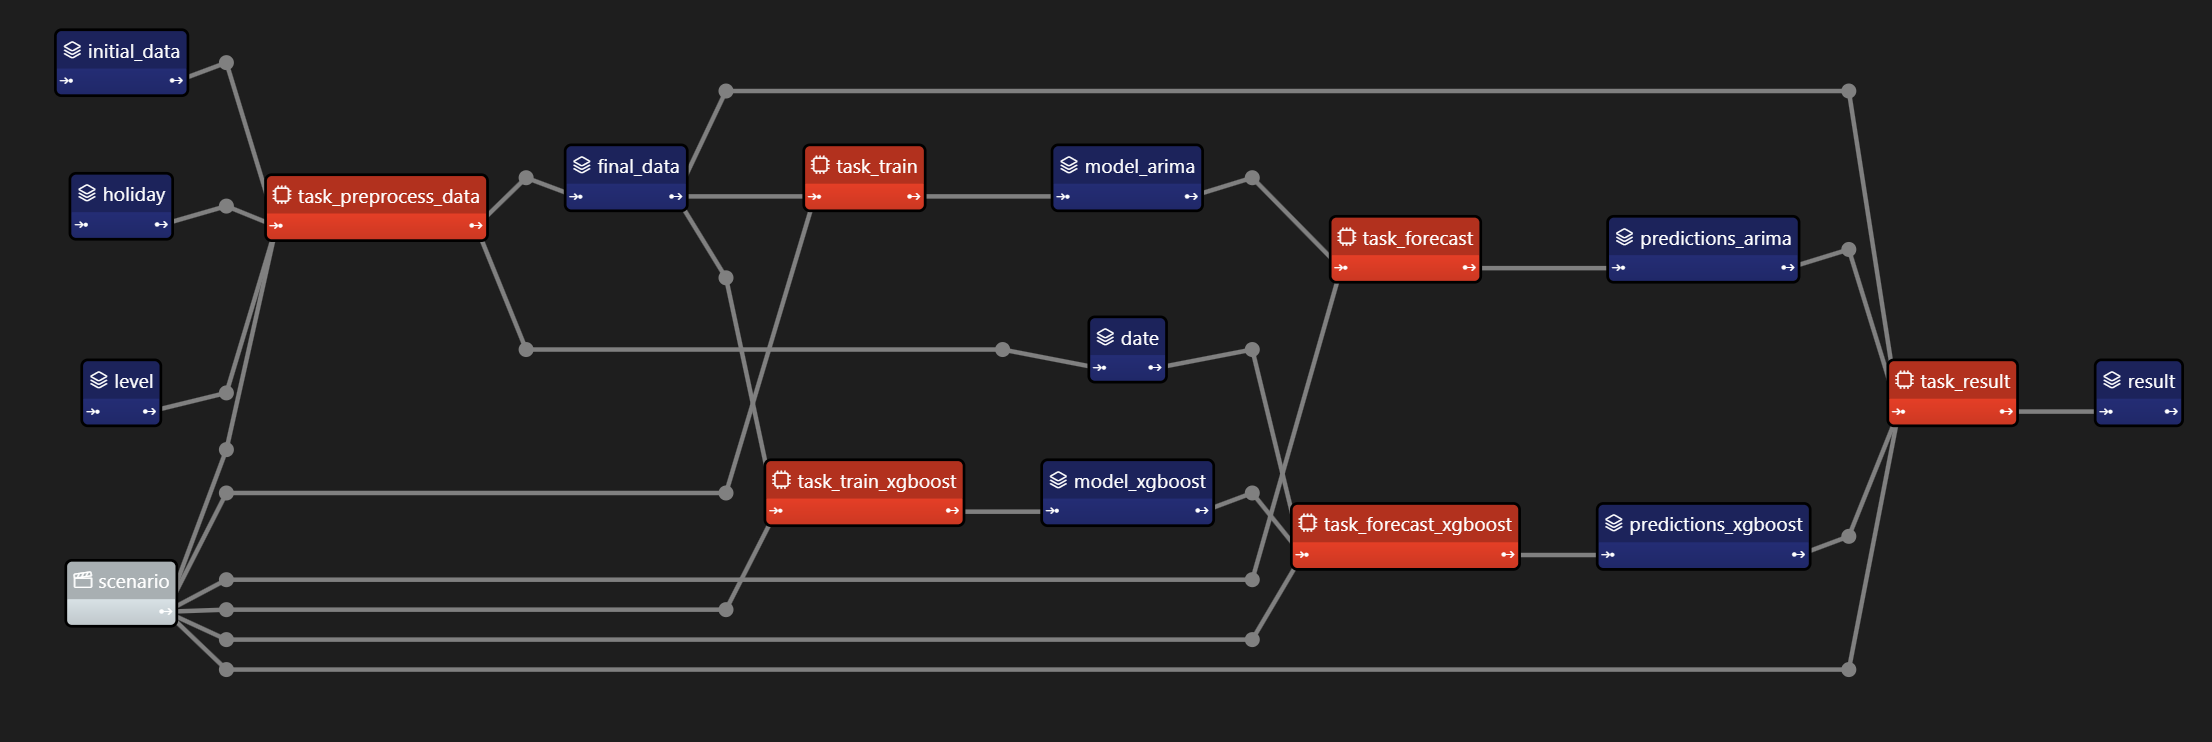 initial_data
holiday
level
scenario
task_preprocess_data
final_data
task_train
model_arima
task_forecast
predictions_arima
date
task_train_xgboost
model_xgboost
task_forecast_xgboost
predictions_xgboost
task_result
result